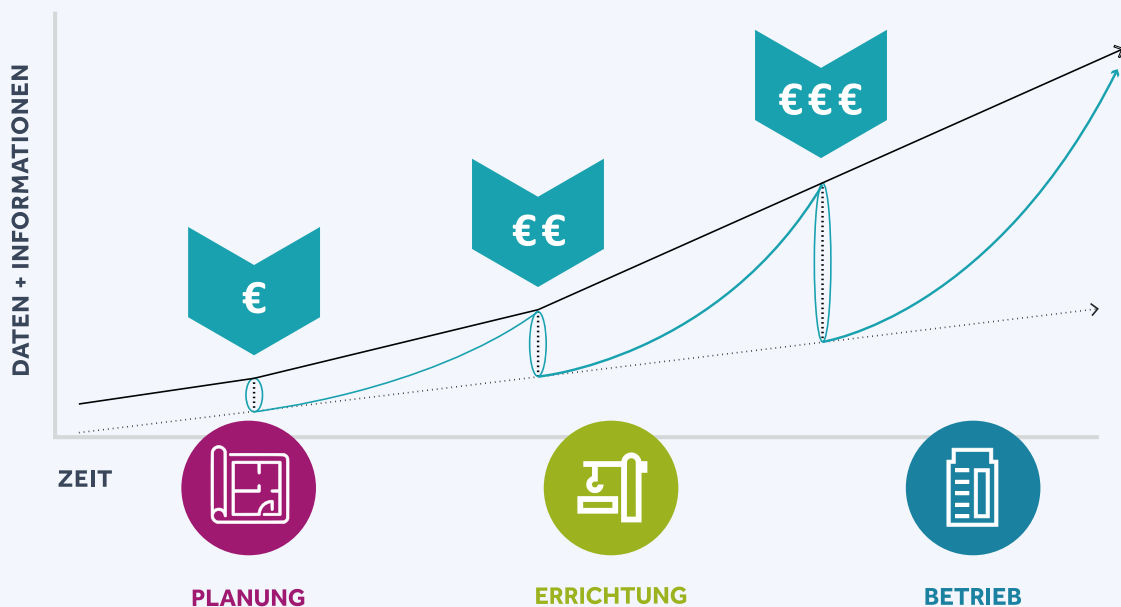 DATEN + INFORMATIONEN
€€€
€€
€
ZEIT
PLANUNG
ERRICHTUNG
BETRIEB